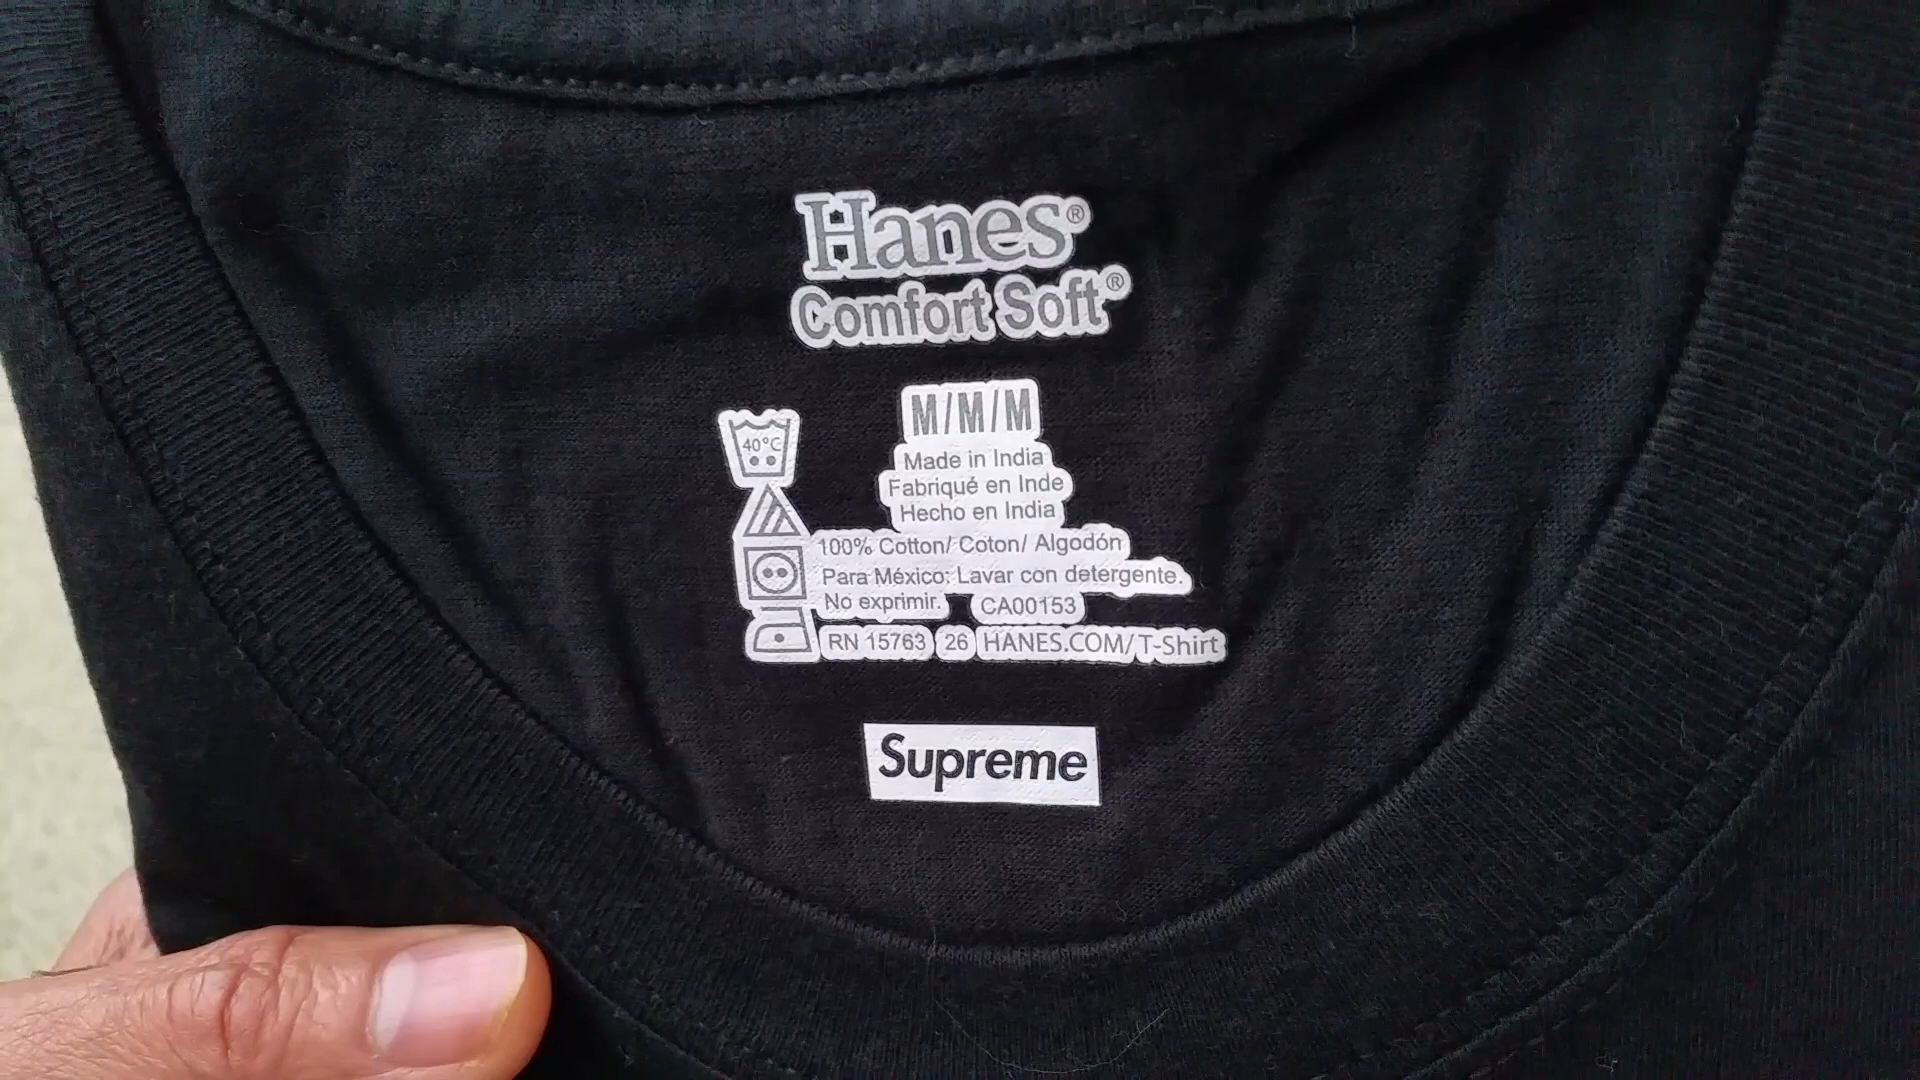 Hanes®
Comfort Soft®
M/M/M
40°C
Made in India
Fabriqué en Inde
Hecho en India
100% Cotton/ Coton/ Algodón
Para México: Lavar con detergente.
No exprimir. CA00153
RN 15763 26 HANES.COM/T-Shirt
Supreme